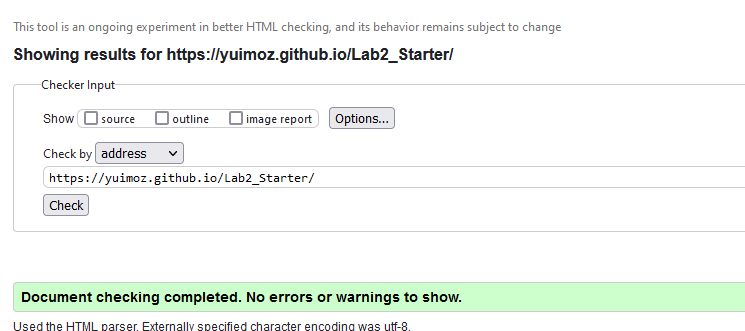 This tool is an ongoing experiment in better HTML checking, and its behavior remains subject to change
Showing results for https://yuimoz.github.io/Lab2_Starter/
Checker Input
Show source outline image report Options...
Check by address
https://yuimoz.github.io/Lab2_Starter/
Check
Document checking completed. No errors or warnings to show.
Used the HTML parser. Externally specified character encoding was utf-8.